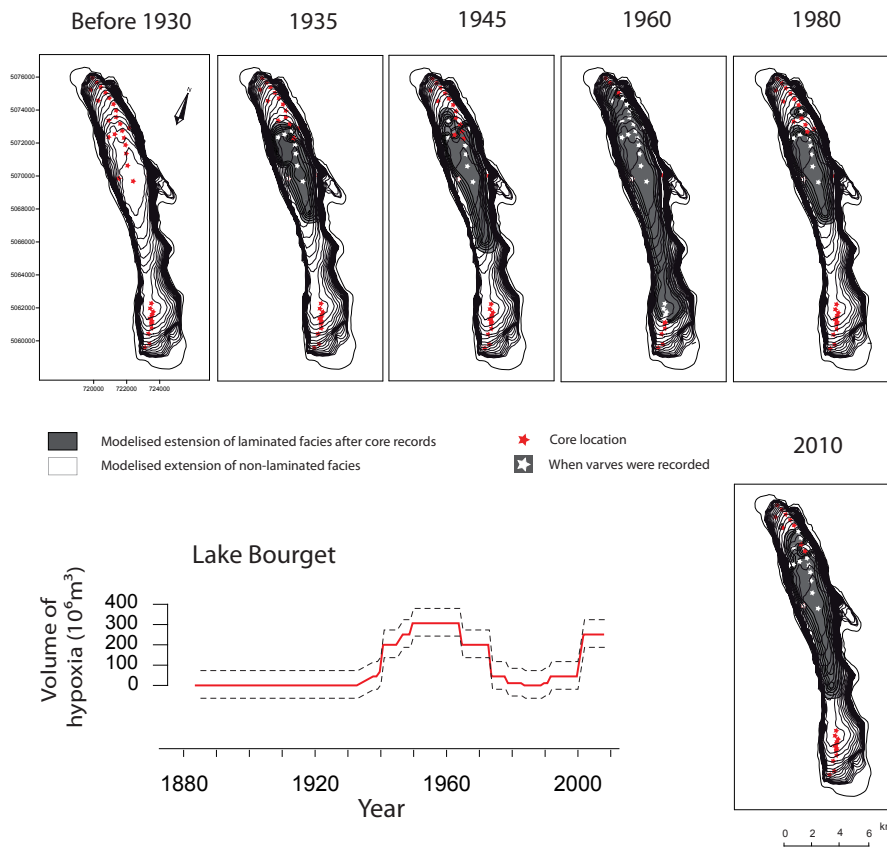 Before 1930
1935
1945
1960
1980
5076000
5074000
5072000
5070000
5068000
5066000
5064000
5062000
5060000
N
720000 722000 724000
Modelised estension of laminated facies after core records
Modelised extension of non-laminated facies
Core location
When varves were recorded
2010
Lake Bourget
Volume of
hypoxia (10⁶m³)
400
300
200
100
0
1880 1920 1960 2000
Year
0 2 4 6